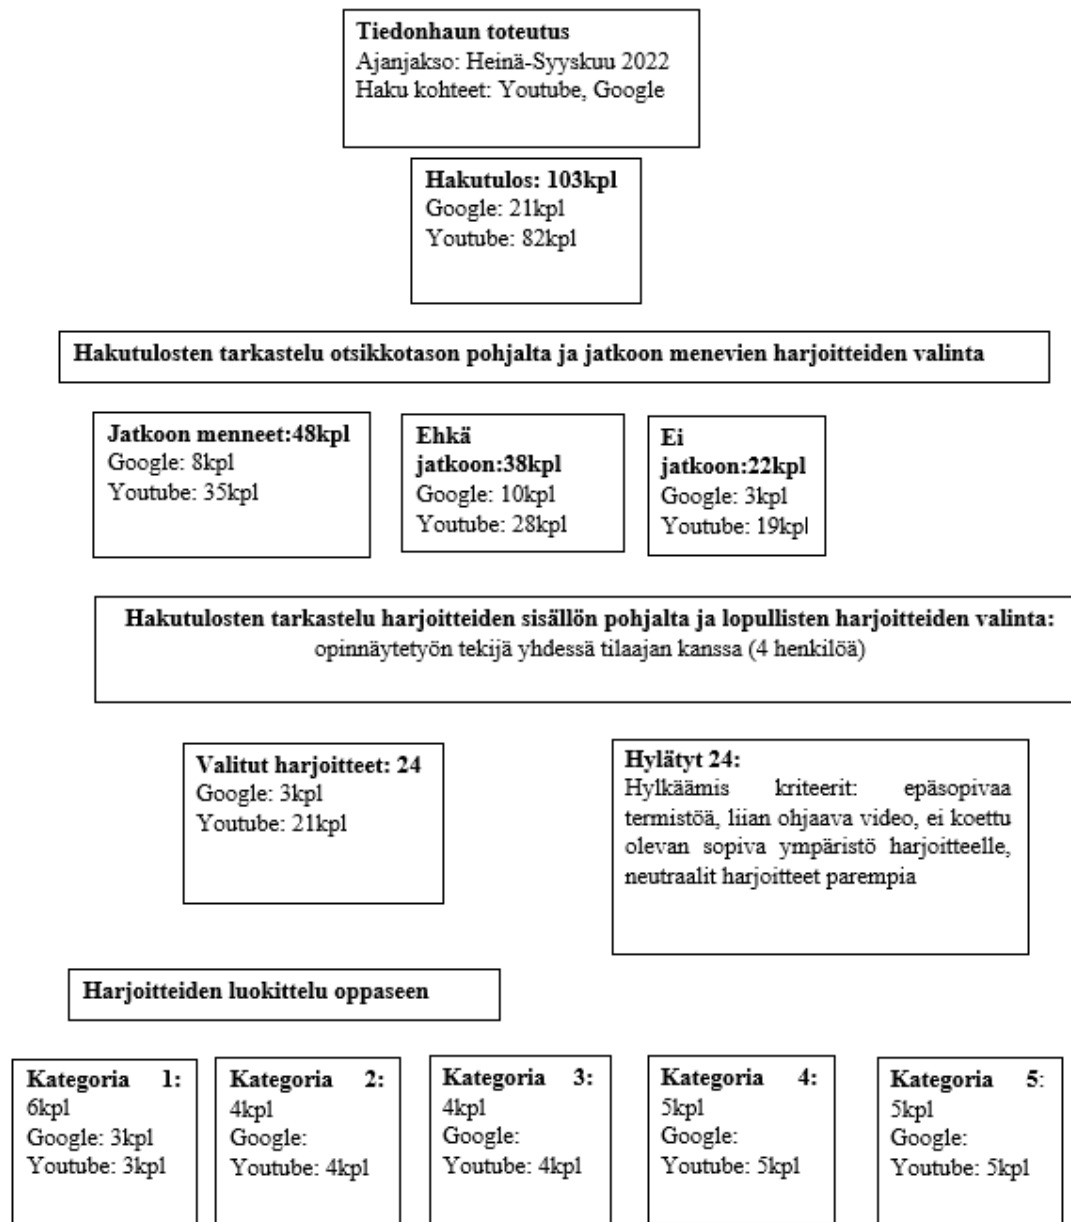 Tiedonhaun toteutus
Ajanjakso: Heinä-Syyskuu 2022
Haku kohteet: Youtube, Google
Hakutulos: 103kpl
Google: 21kpl
Youtube: 82kpl
Hakutulosten tarkastelu otsikkotason pohjalta ja jatkoon menevien harjoitteiden valinta
Jatkoon menneet:48kpl
Google: 8kpl
Youtube: 35kpl
Ehkä
jatkoon:38kpl
Google: 10kpl
Youtube: 28kpl
Ei
jatkoon:22kpl
Google: 3kpl
Youtube: 19kpl
Hakutulosten tarkastelu harjoitteiden sisällön pohjalta ja lopullisten harjoitteiden valinta:
opinnäytetyön tekijä yhdessä tilaajan kanssa (4 henkilöä)
Valitut harjoitteet: 24
Google: 3kpl
Youtube: 21kpl
Hylätyt 24:
Hylkäämis kriteerit: epäsopivaa
termistöä, liian ohjaava video, ei koettu
olevan sopiva ympäristö harjoitteelle,
neutraalit harjoitteet parempia
Harjoitteiden luokittelu oppaseen
Kategoria 1:
6kpl
Google: 3kpl
Youtube: 3kpl
Kategoria 2:
4kpl
Google:
Youtube: 4kpl
Kategoria 3:
4kpl
Google:
Youtube: 4kpl
Kategoria 4:
5kpl
Google:
Youtube: 5kpl
Kategoria 5:
5kpl
Google:
Youtube: 5kpl